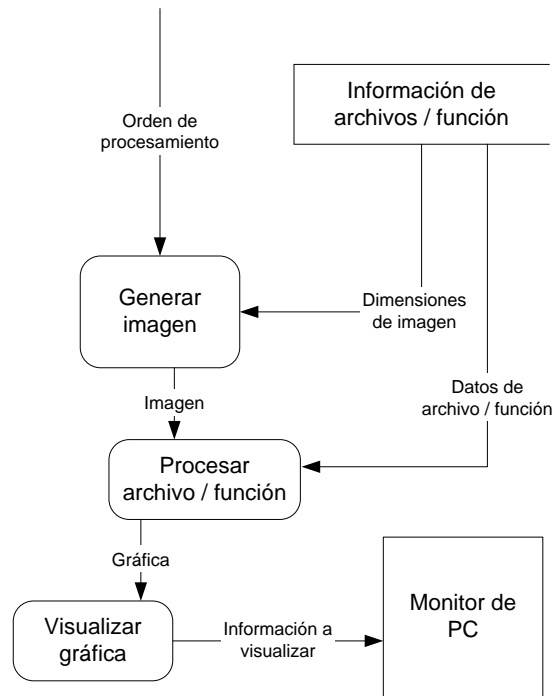 Orden de
procesamiento
Información de
archivos / función
Generar
imagen
Dimensiones
de imagen
Imagen
Datos de
archivo / función
Procesar
archivo / función
Gráfica
Visualizar
gráfica
Información a
visualizar
Monitor de
PC